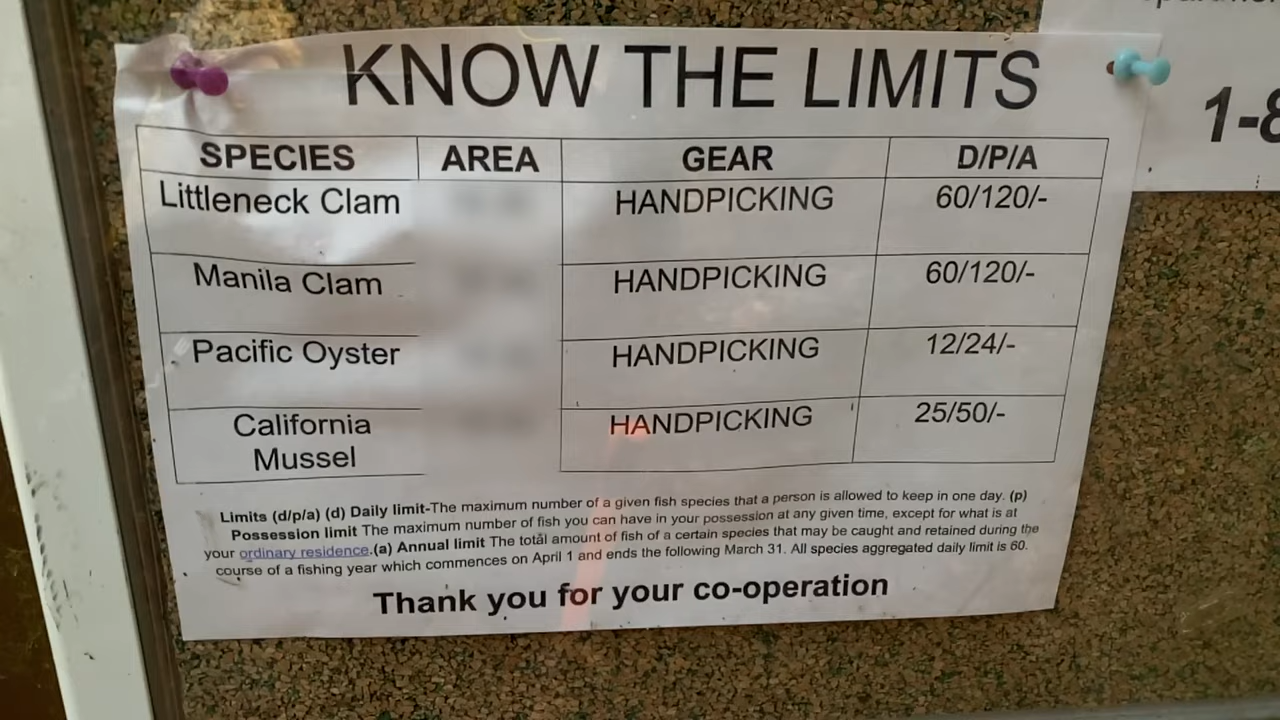 KNOW THE LIMITS
SPECIES AREA GEAR D/P/A
Littleneck Clam HANDPICKING 60/120/-
Manila Clam HANDPICKING 60/120/-
Pacific Oyster HANDPICKING 12/24/-
California HANDPICKING 25/50/-
Mussel
Limits (d/p/a) (d) Daily limit-The maximum number of a given fish species that a person is allowed to keep in one day. (p)
Possession limit The maximum number of fish you can have in your possession at any given time, except for what is at
your ordinary residence.(a) Annual limit The total amount of fish of a certain species that may be caught and retained during the
course of a fishing year which commences on April 1 and ends the following March 31. All species aggregated daily limit is 60.
Thank you for your co-operation
1-8